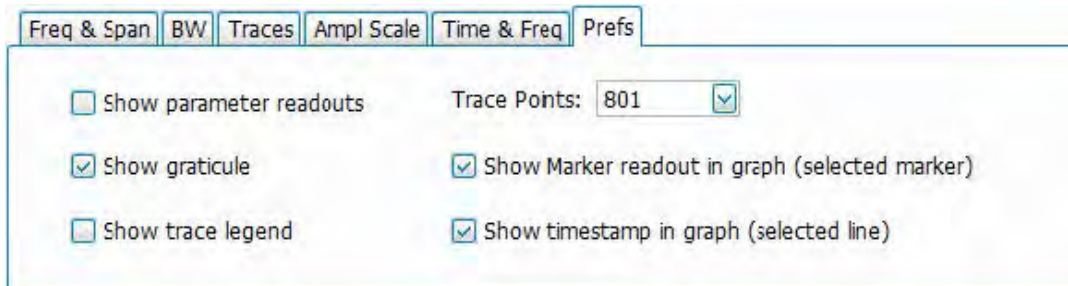 Freq & Span BW Traces Ampl Scale Time & Freq Prefs
Show parameter readouts Trace Points: 801
Show graticule Show Marker readout in graph (selected marker)
Show trace legend Show timestamp in graph (selected line)